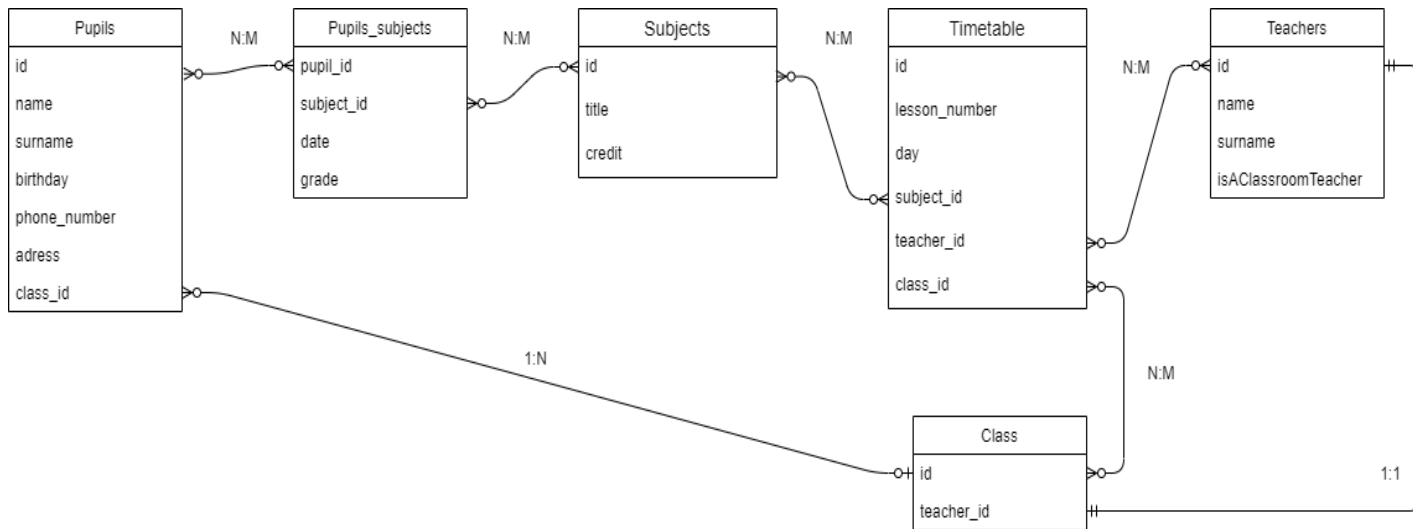 Pupils
id
name
surname
birthday
phone_number
adress
class_id
N:M
Pupils_subjects
pupil_id
subject_id
date
grade
N:M
Subjects
id
title
credit
N:M
Timetable
id
lesson_number
day
subject_id
teacher_id
class_id
N:M
Teachers
id
name
surname
isAClassroomTeacher
1:N
N:M
Class
id
teacher_id
1:1